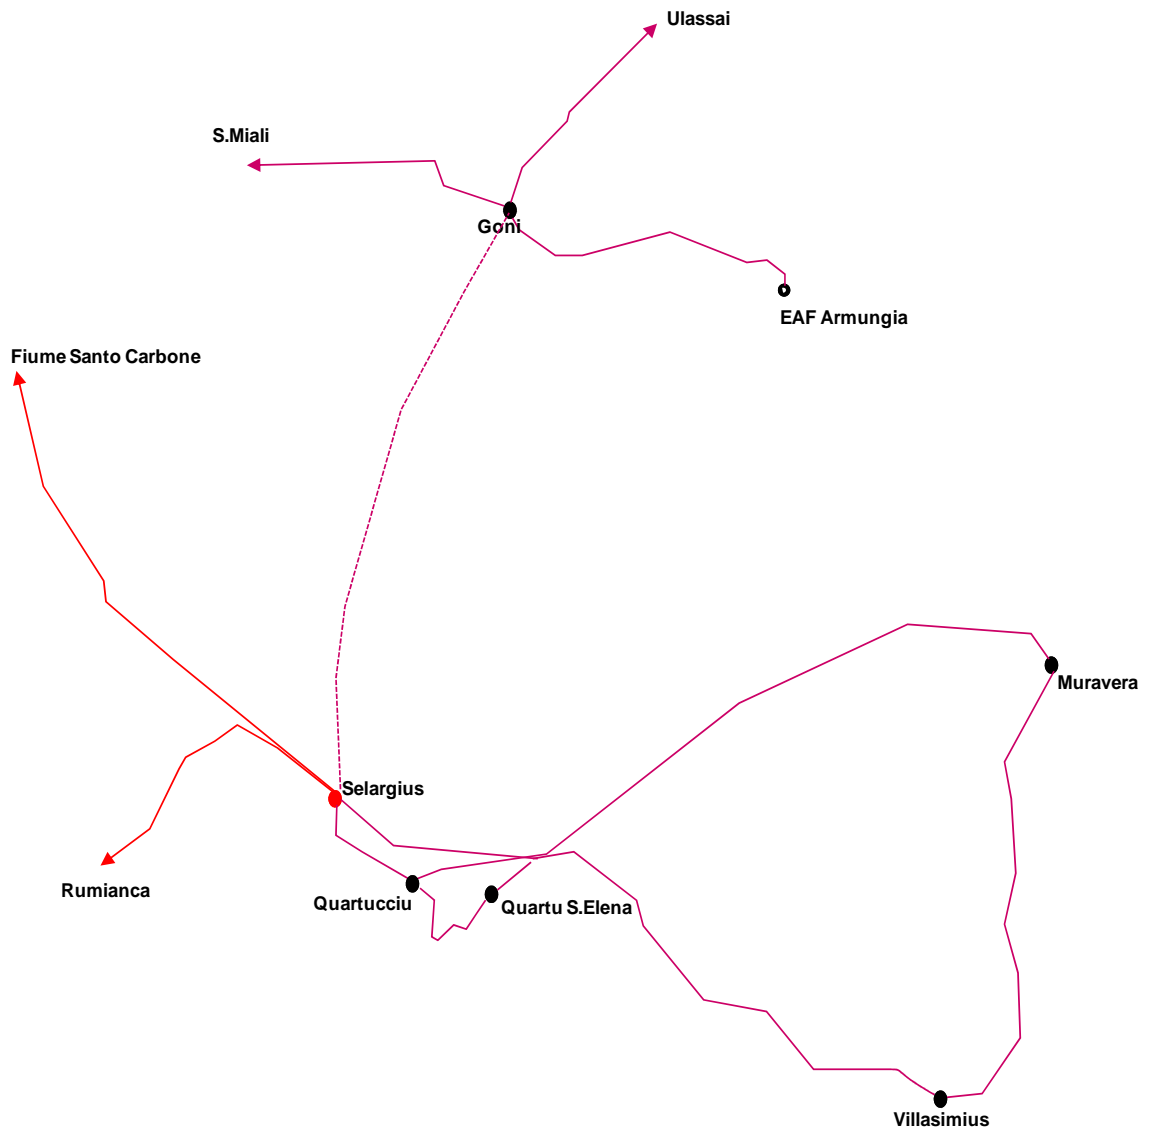 Ulassai
S.Miali
Goni
EAF Armungia
Fiume Santo Carbone
Muravera
Selargius
Rumianca
Quartucciu
Quartu S.Elena
Villasimius